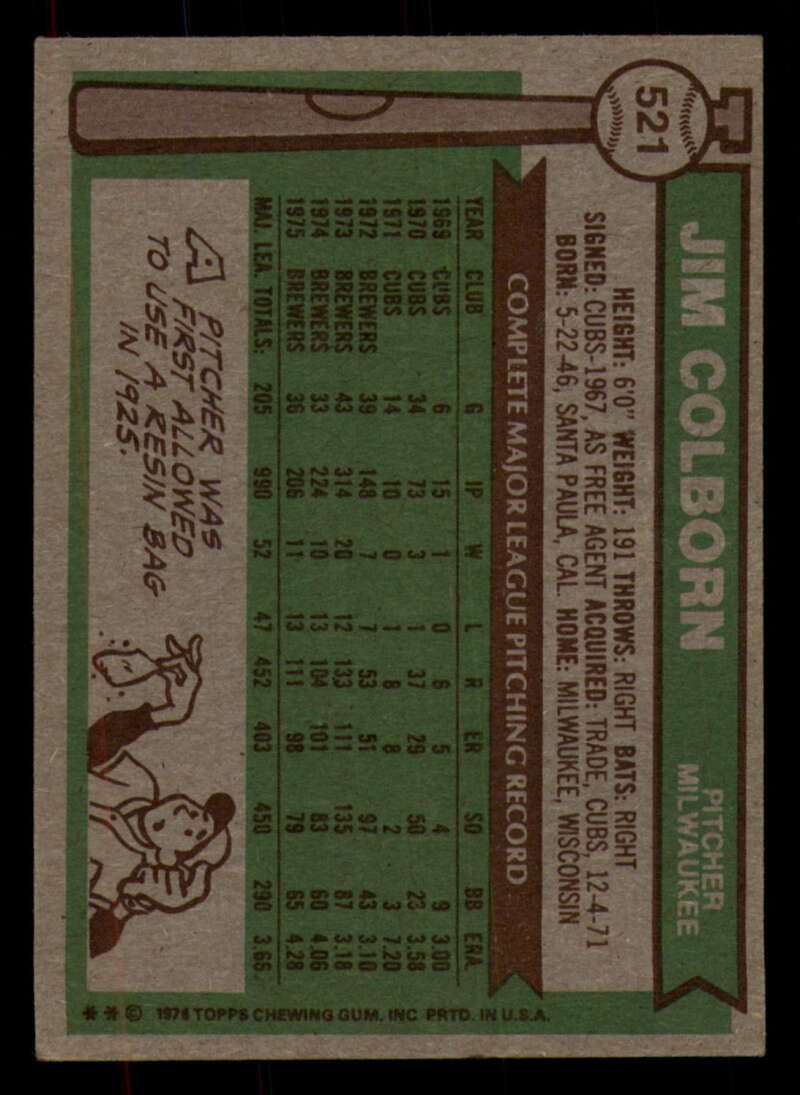 521
JIM COLBORN
PITCHER
MILWAUKEE
HEIGHT: 6'0" WEIGHT: 191 THROWS: RIGHT BATS: RIGHT
SIGNED: CUBS-1967, AS FREE AGENT ACQUIRED: TRADE, CUBS, 12-4-71
BORN: 5-22-46, SANTA PAULA, CAL. HOME: MILWAUKEE, WISCONSIN
COMPLETE MAJOR LEAGUE PITCHING RECORD
YEAR CLUB G IP W L R ER SO BB ERA
1969 CUBS 6 15 1 0 6 5 4 9 3.00
1970 CUBS 34 73 3 1 37 29 50 23 3.58
1971 CUBS 14 10 0 1 8 8 2 3 7.20
1972 BREWERS 39 148 7 7 53 51 97 43 3.10
1973 BREWERS 43 314 20 12 133 111 135 87 3.18
1974 BREWERS 33 224 10 13 104 101 83 60 4.06
1975 BREWERS 36 206 11 13 111 98 79 65 4.28
MAJ. LEA. TOTALS: 205 990 52 47 452 403 450 290 3.66
A PITCHER WAS
FIRST ALLOWED
TO USE A RESIN BAG
IN 1925.
** © 1976 TOPPS CHEWING GUM, INC. PRTD. IN U.S.A.